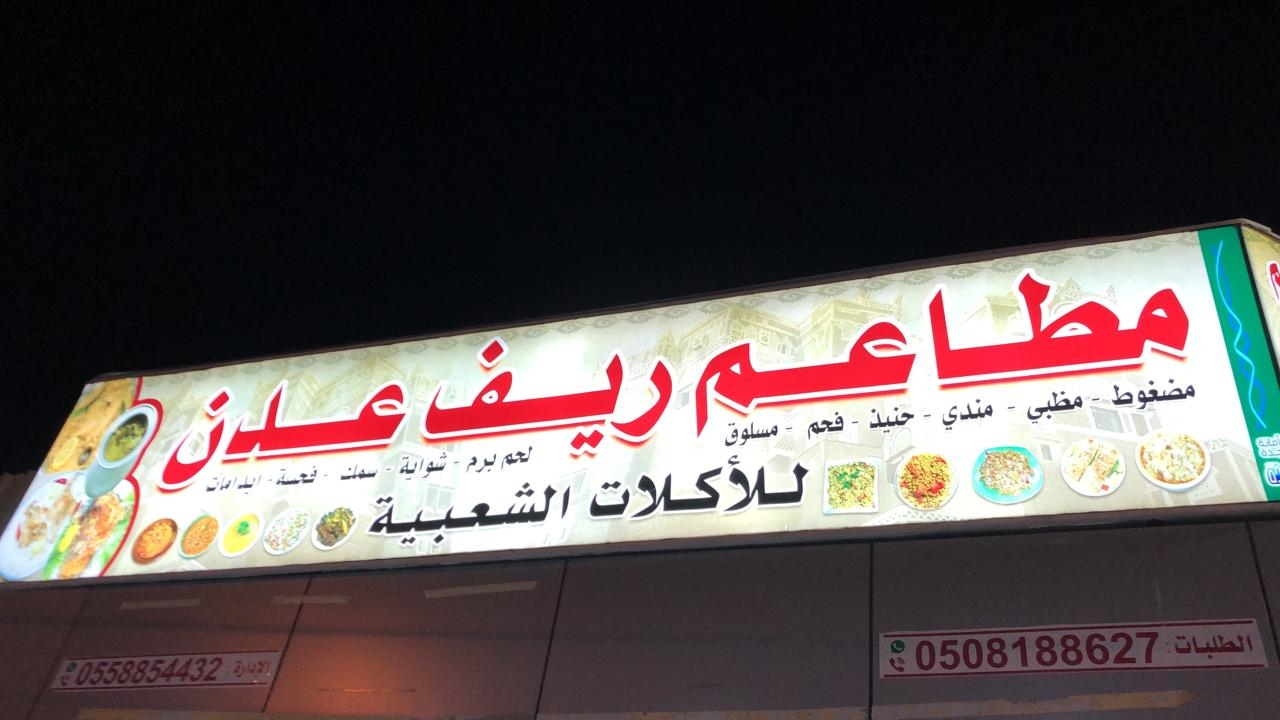 مطاعم ريف عدن
مضغوط - مظبي - مندي - حنيذ - فحم - مسلوق
لحم برم - شواية - سمك - فحسة - ايدامات
للأكلات الشعبية
الطلبات: 0508188627
الادارة: 0558854432